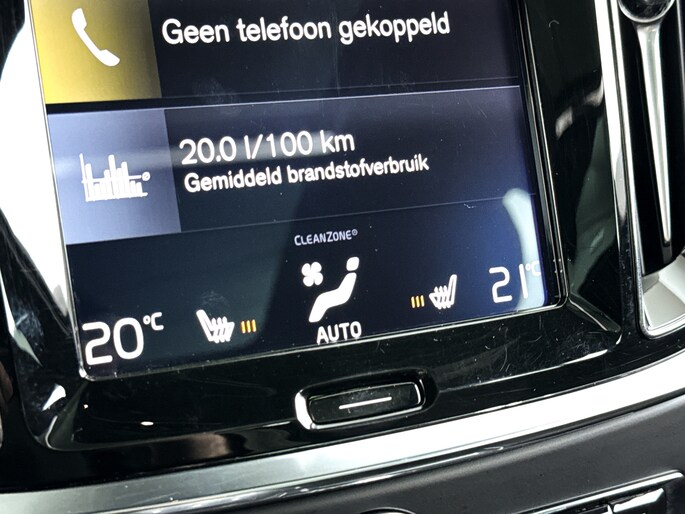 Geen telefoon gekoppeld
20.0 l/100 km
Gemiddeld brandstofverbruik
CLEANZONE®
20°C
AUTO
21°C